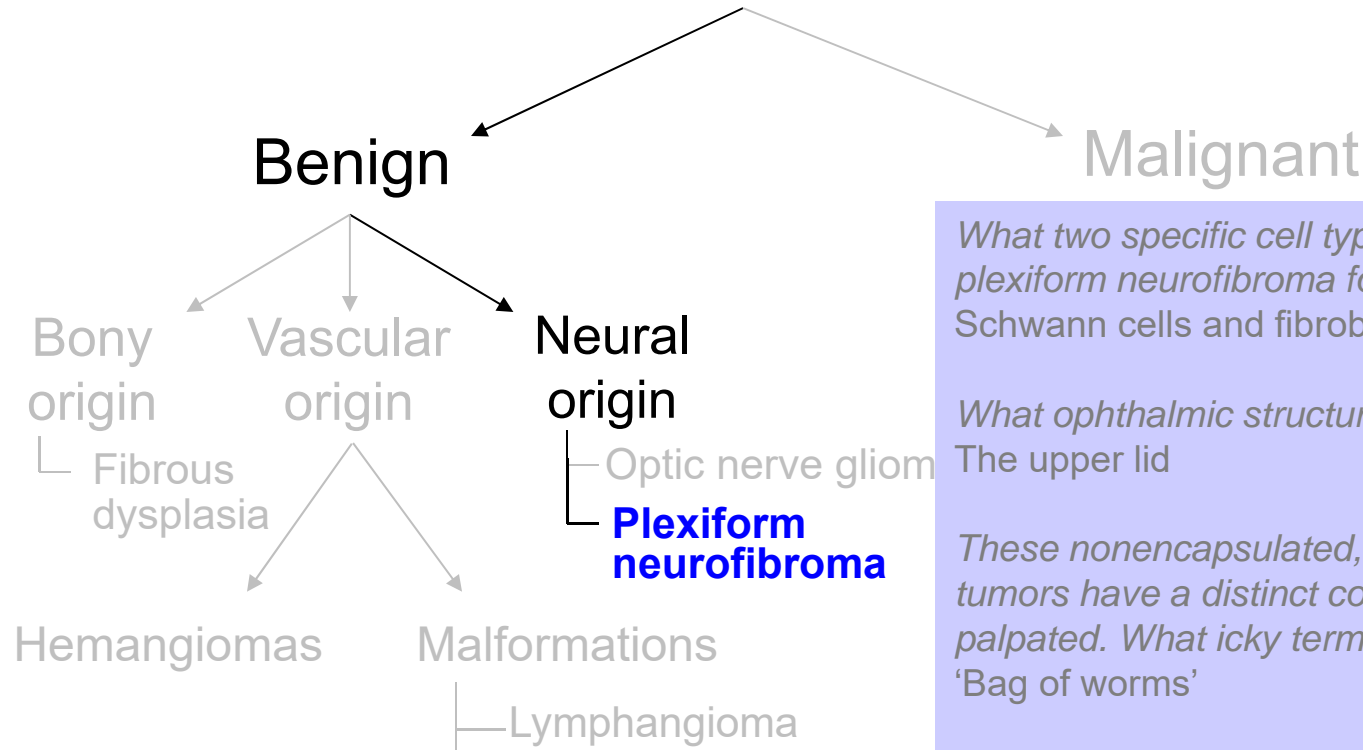 Benign
Malignant
Bony
origin
Vascular
origin
Neural
origin
Fibrous
dysplasia
Optic nerve gliom
Plexiform
neurofibroma
Hemangiomas
Malformations
Lymphangioma
What two specific cell typ
plexiform neurofibroma fo
Schwann cells and fibrob
What ophthalmic structur
The upper lid
These nonencapsulated,
tumors have a distinct co
palpated. What icky term
‘Bag of worms’